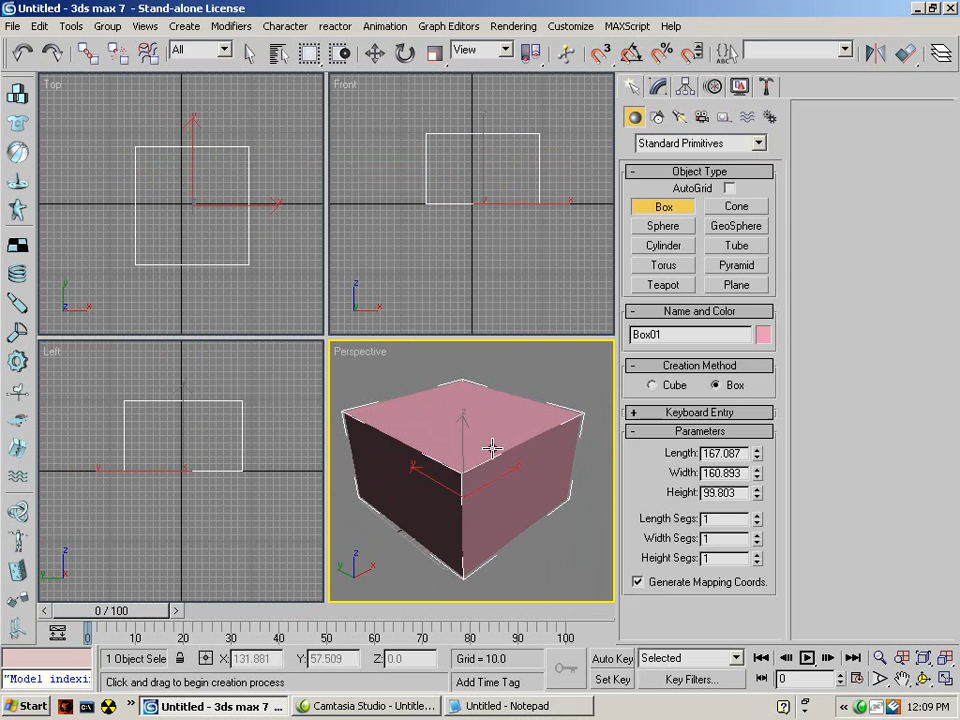 Untitled - 3ds max 7 - Stand-alone License
File Edit Tools Group Views Create Modifiers Character reactor Animation Graph Editors Rendering Customize MAXScript Help
All View 3 % ABC
Top
Front
Left
Perspective
y
x
y x
z
y
x
z
x
y
x
z
z
x
y
z
y
x
z
y x
Standard Primitives
- Object Type
AutoGrid
Box Cone
Sphere GeoSphere
Cylinder Tube
Torus Pyramid
Teapot Plane
- Name and Color
Box01
- Creation Method
Cube Box
+ Keyboard Entry
- Parameters
Length: 167.087
Width: 160.893
Height: 99.803
Length Segs: 1
Width Segs: 1
Height Segs: 1
Generate Mapping Coords.
< 0 / 100 >
0 10 20 30 40 50 60 70 80 90 100
1 Object Sele X: 131.881 Y: 57.509 Z: 0.0 Grid = 10.0 Auto Key Selected
"Model indexi Click and drag to begin creation process Add Time Tag Set Key Key Filters... 0
Start » Untitled - 3ds max 7 - ... Camtasia Studio - Untitle... Untitled - Notepad « 12:09 PM